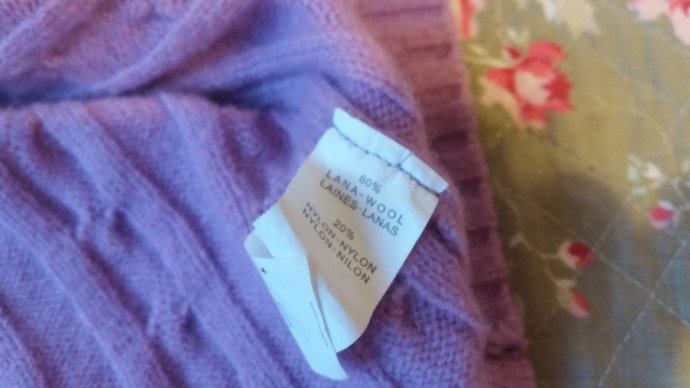 80%
LANA-WOOL
LAINES-LANAS
20%
NYLON-NYLON
NYLON-NILON